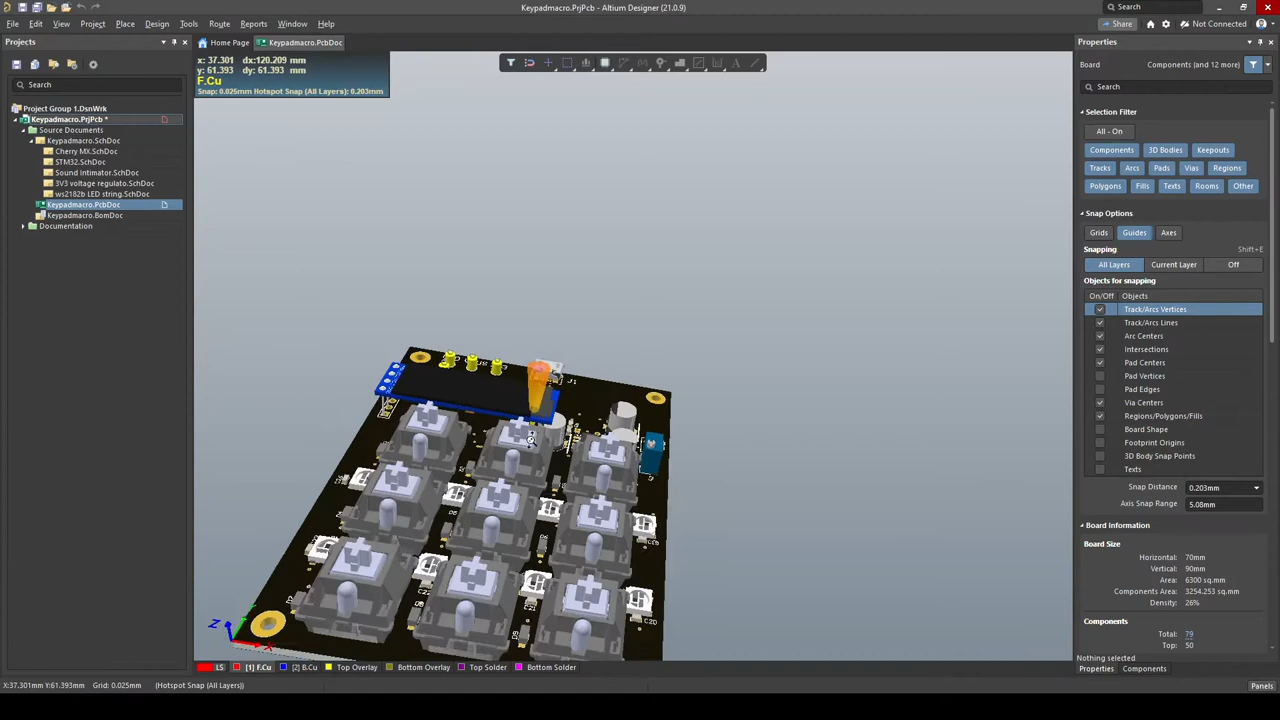 Keypadmacro.PrjPcb - Altium Designer (21.0.9)
Search
File Edit View Project Place Design Tools Route Reports Window Help
Share Not Connected
Projects
Home Page Keypadmacro.PcbDoc
Properties
x: 37.301 dx:120.209 mm
y: 61.393 dy: 61.393 mm
F.Cu
Snap: 0.025mm Hotspot Snap (All Layers): 0.203mm
Board Components (and 12 more)
Search
Search
Project Group 1.DsnWrk
Keypadmacro.PrjPcb *
Source Documents
Keypadmacro.SchDoc
Cherry MX.SchDoc
STM32.SchDoc
Sound Intimator.SchDoc
3V3 voltage regulato.SchDoc
ws2182b LED string.SchDoc
Keypadmacro.PcbDoc
Keypadmacro.BomDoc
Documentation
Selection Filter
All - On
Components 3D Bodies Keepouts
Tracks Arcs Pads Vias Regions
Polygons Fills Texts Rooms Other
Snap Options
Grids Guides Axes
Snapping Shift+E
All Layers Current Layer Off
Objects for snapping
On/Off Objects
Track/Arcs Vertices
Track/Arcs Lines
Arc Centers
Intersections
Pad Centers
Pad Vertices
Pad Edges
Via Centers
Regions/Polygons/Fills
Board Shape
Footprint Origins
3D Body Snap Points
Texts
Snap Distance 0.203mm
Axis Snap Range 5.08mm
Board Information
Board Size
Horizontal: 70mm
Vertical: 90mm
Area: 6300 sq.mm
Components Area: 3254.253 sq.mm
Density: 26%
Components
Total: 79
Top: 50
Nothing selected
Properties Components
J1
C20
Z
X
LS [1] F.Cu [2] B.Cu Top Overlay Bottom Overlay Top Solder Bottom Solder
X:37.301mm Y:61.393mm Grid: 0.025mm (Hotspot Snap (All Layers))
Panels